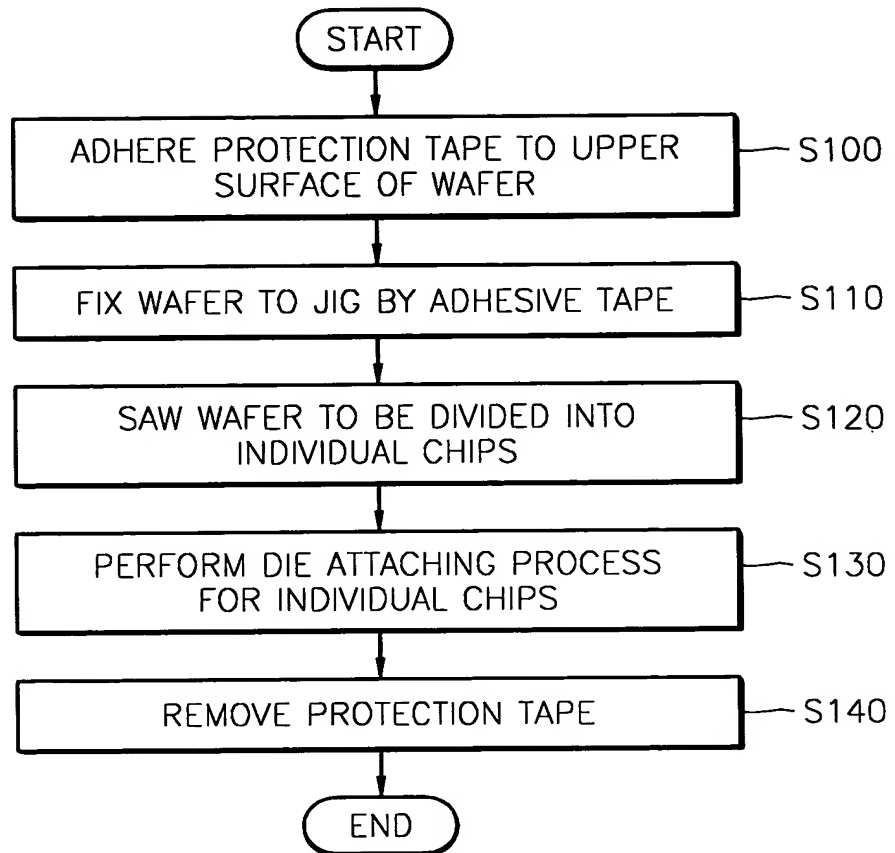 START
ADHERE PROTECTION TAPE TO UPPER
SURFACE OF WAFER
S100
FIX WAFER TO JIG BY ADHESIVE TAPE
S110
SAW WAFER TO BE DIVIDED INTO
INDIVIDUAL CHIPS
S120
PERFORM DIE ATTACHING PROCESS
FOR INDIVIDUAL CHIPS
S130
REMOVE PROTECTION TAPE
S140
END